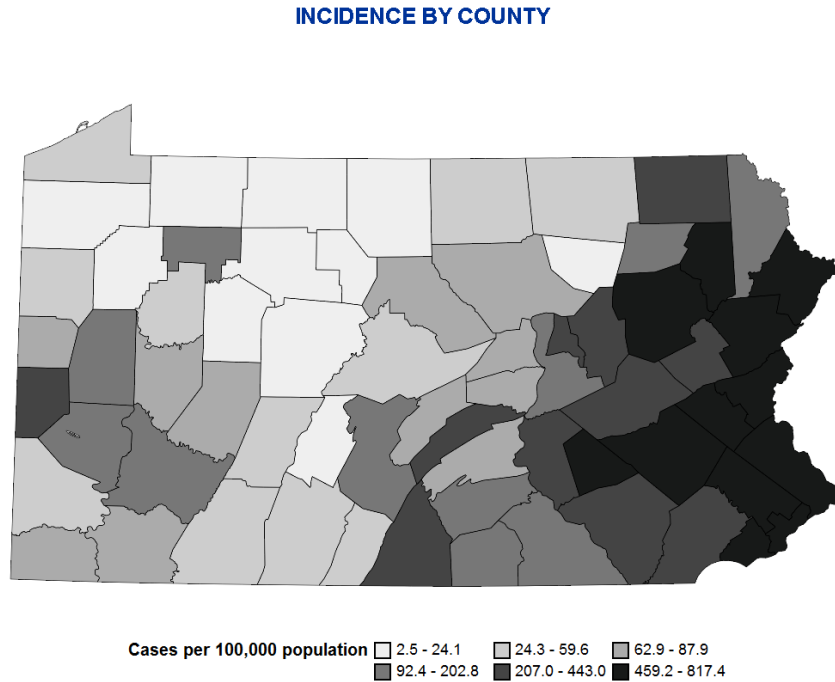 INCIDENCE BY COUNTY
Cases per 100,000 population 2.5 - 24.1 24.3 - 59.6 62.9 - 87.9
92.4 - 202.8 207.0 - 443.0 459.2 - 817.4